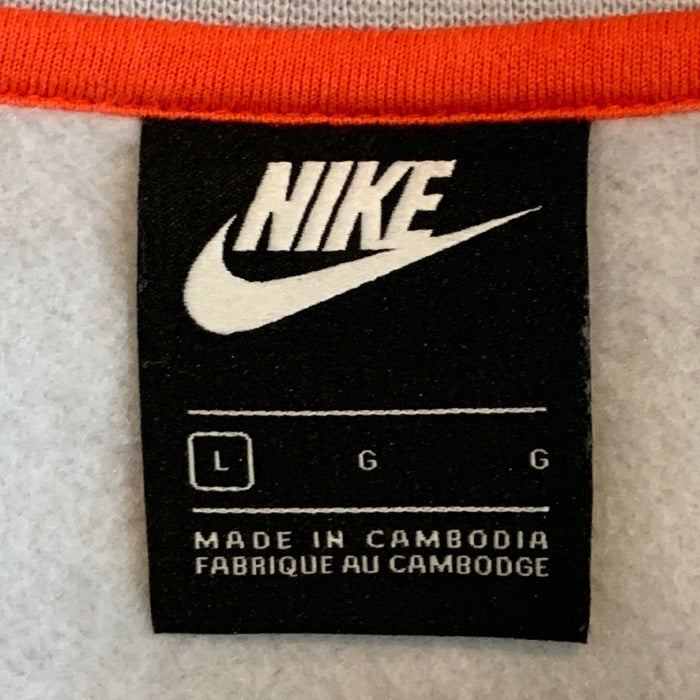 NIKE
L G G
MADE IN CAMBODIA
FABRIQUE AU CAMBODGE